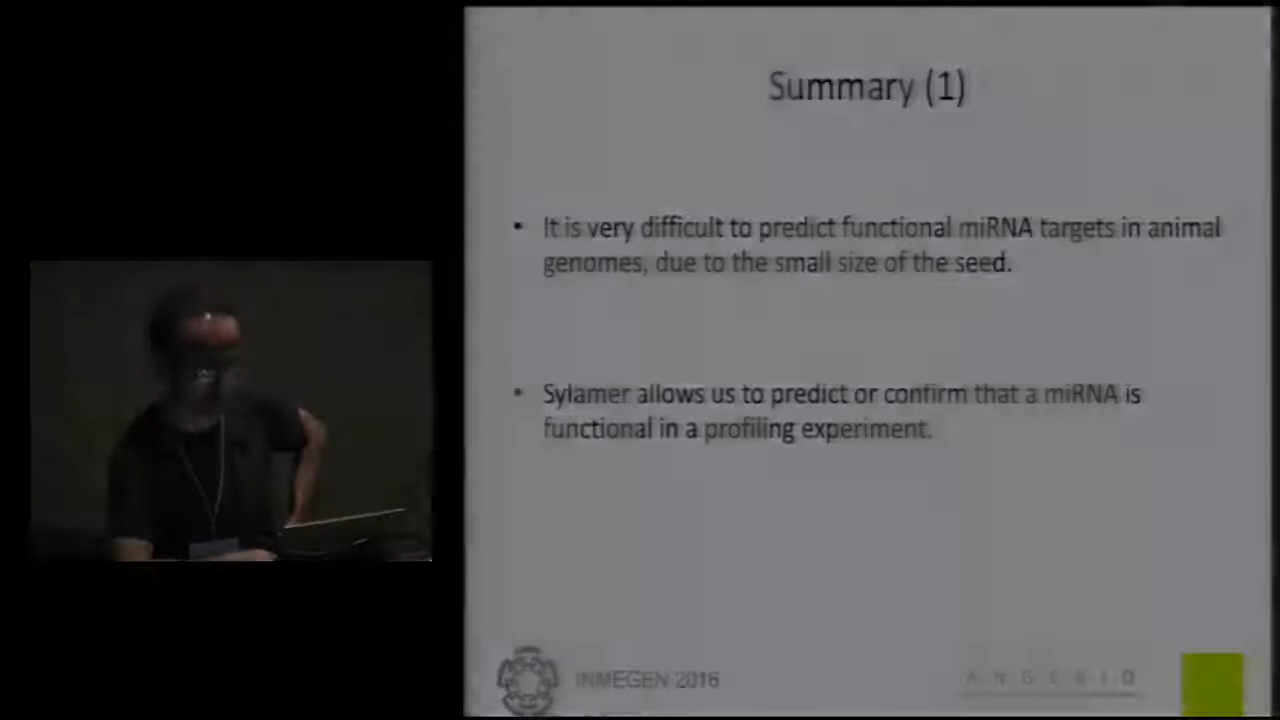 Summary (1)
• It is very difficult to predict functional miRNA targets in animal
genomes, due to the small size of the seed.
• Sylamer allows us to predict or confirm that a miRNA is
functional in a profiling experiment.
INMEGEN 2016